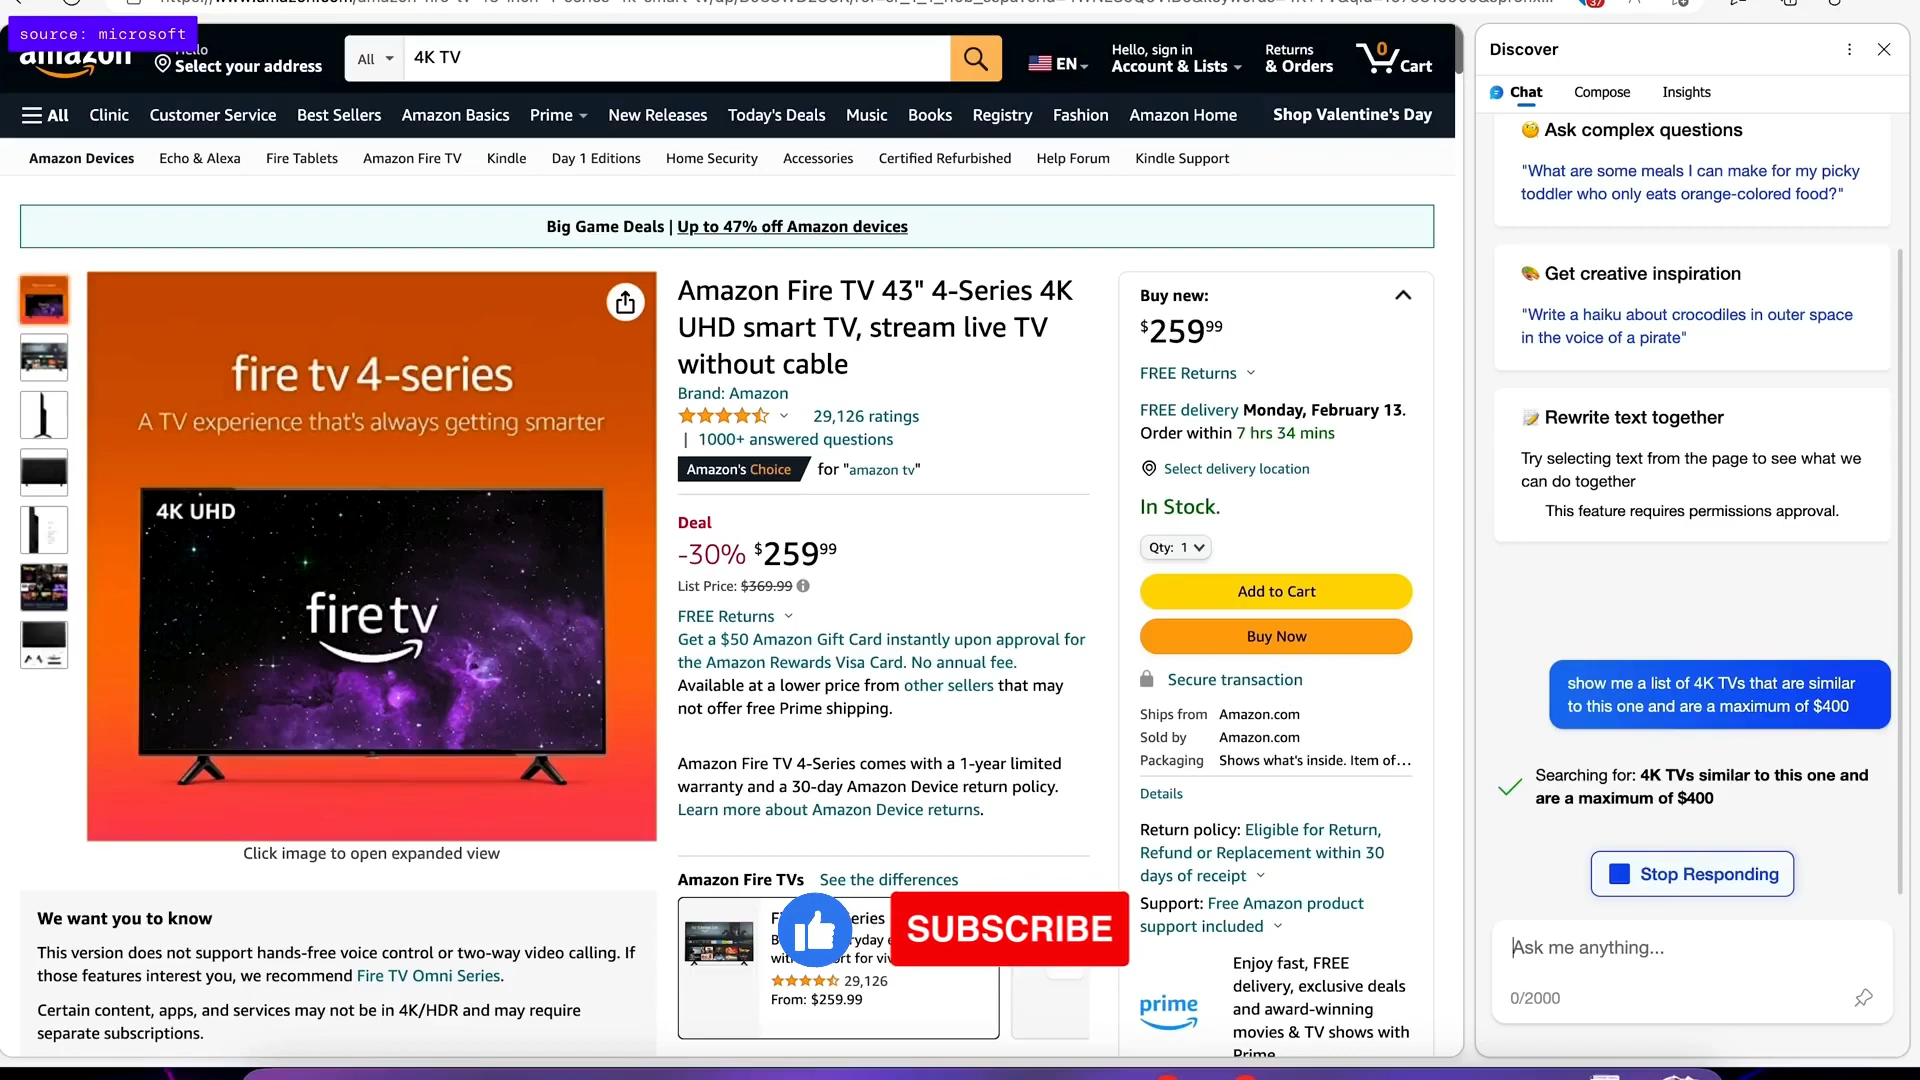 source: microsoft
amazon
Hello
Select your address
All
4K TV
EN
Hello, sign in
Account & Lists
Returns
& Orders
0
Cart
All
Clinic
Customer Service
Best Sellers
Amazon Basics
Prime
New Releases
Today's Deals
Music
Books
Registry
Fashion
Amazon Home
Shop Valentine's Day
Amazon Devices
Echo & Alexa
Fire Tablets
Amazon Fire TV
Kindle
Day 1 Editions
Home Security
Accessories
Certified Refurbished
Help Forum
Kindle Support
Big Game Deals | Up to 47% off Amazon devices
fire tv 4-series
A TV experience that's always getting smarter
4K UHD
fire tv
Click image to open expanded view
We want you to know
This version does not support hands-free voice control or two-way video calling. If
those features interest you, we recommend Fire TV Omni Series.
Certain content, apps, and services may not be in 4K/HDR and may require
separate subscriptions.
Amazon Fire TV 43" 4-Series 4K
UHD smart TV, stream live TV
without cable
Brand: Amazon
29,126 ratings
| 1000+ answered questions
Amazon's Choice for "amazon tv"
Deal
-30% $259 99
List Price: $369.99
FREE Returns
Get a $50 Amazon Gift Card instantly upon approval for
the Amazon Rewards Visa Card. No annual fee.
Available at a lower price from other sellers that may
not offer free Prime shipping.
Amazon Fire TV 4-Series comes with a 1-year limited
warranty and a 30-day Amazon Device return policy.
Learn more about Amazon Device returns.
Amazon Fire TVs See the differences
29,126
From: $259.99
SUBSCRIBE
Buy new:
$259 99
FREE Returns
FREE delivery Monday, February 13.
Order within 7 hrs 34 mins
Select delivery location
In Stock.
Qty: 1
Add to Cart
Buy Now
Secure transaction
Ships from Amazon.com
Sold by Amazon.com
Packaging Shows what's inside. Item of…
Details
Return policy: Eligible for Return,
Refund or Replacement within 30
days of receipt
Support: Free Amazon product
support included
prime
Enjoy fast, FREE
delivery, exclusive deals
and award-winning
movies & TV shows with
Prime
Discover
Chat
Compose
Insights
Ask complex questions
"What are some meals I can make for my picky
toddler who only eats orange-colored food?"
Get creative inspiration
"Write a haiku about crocodiles in outer space
in the voice of a pirate"
Rewrite text together
Try selecting text from the page to see what we
can do together
This feature requires permissions approval.
show me a list of 4K TVs that are similar
to this one and are a maximum of $400
Searching for: 4K TVs similar to this one and
are a maximum of $400
Stop Responding
Ask me anything...
0/2000